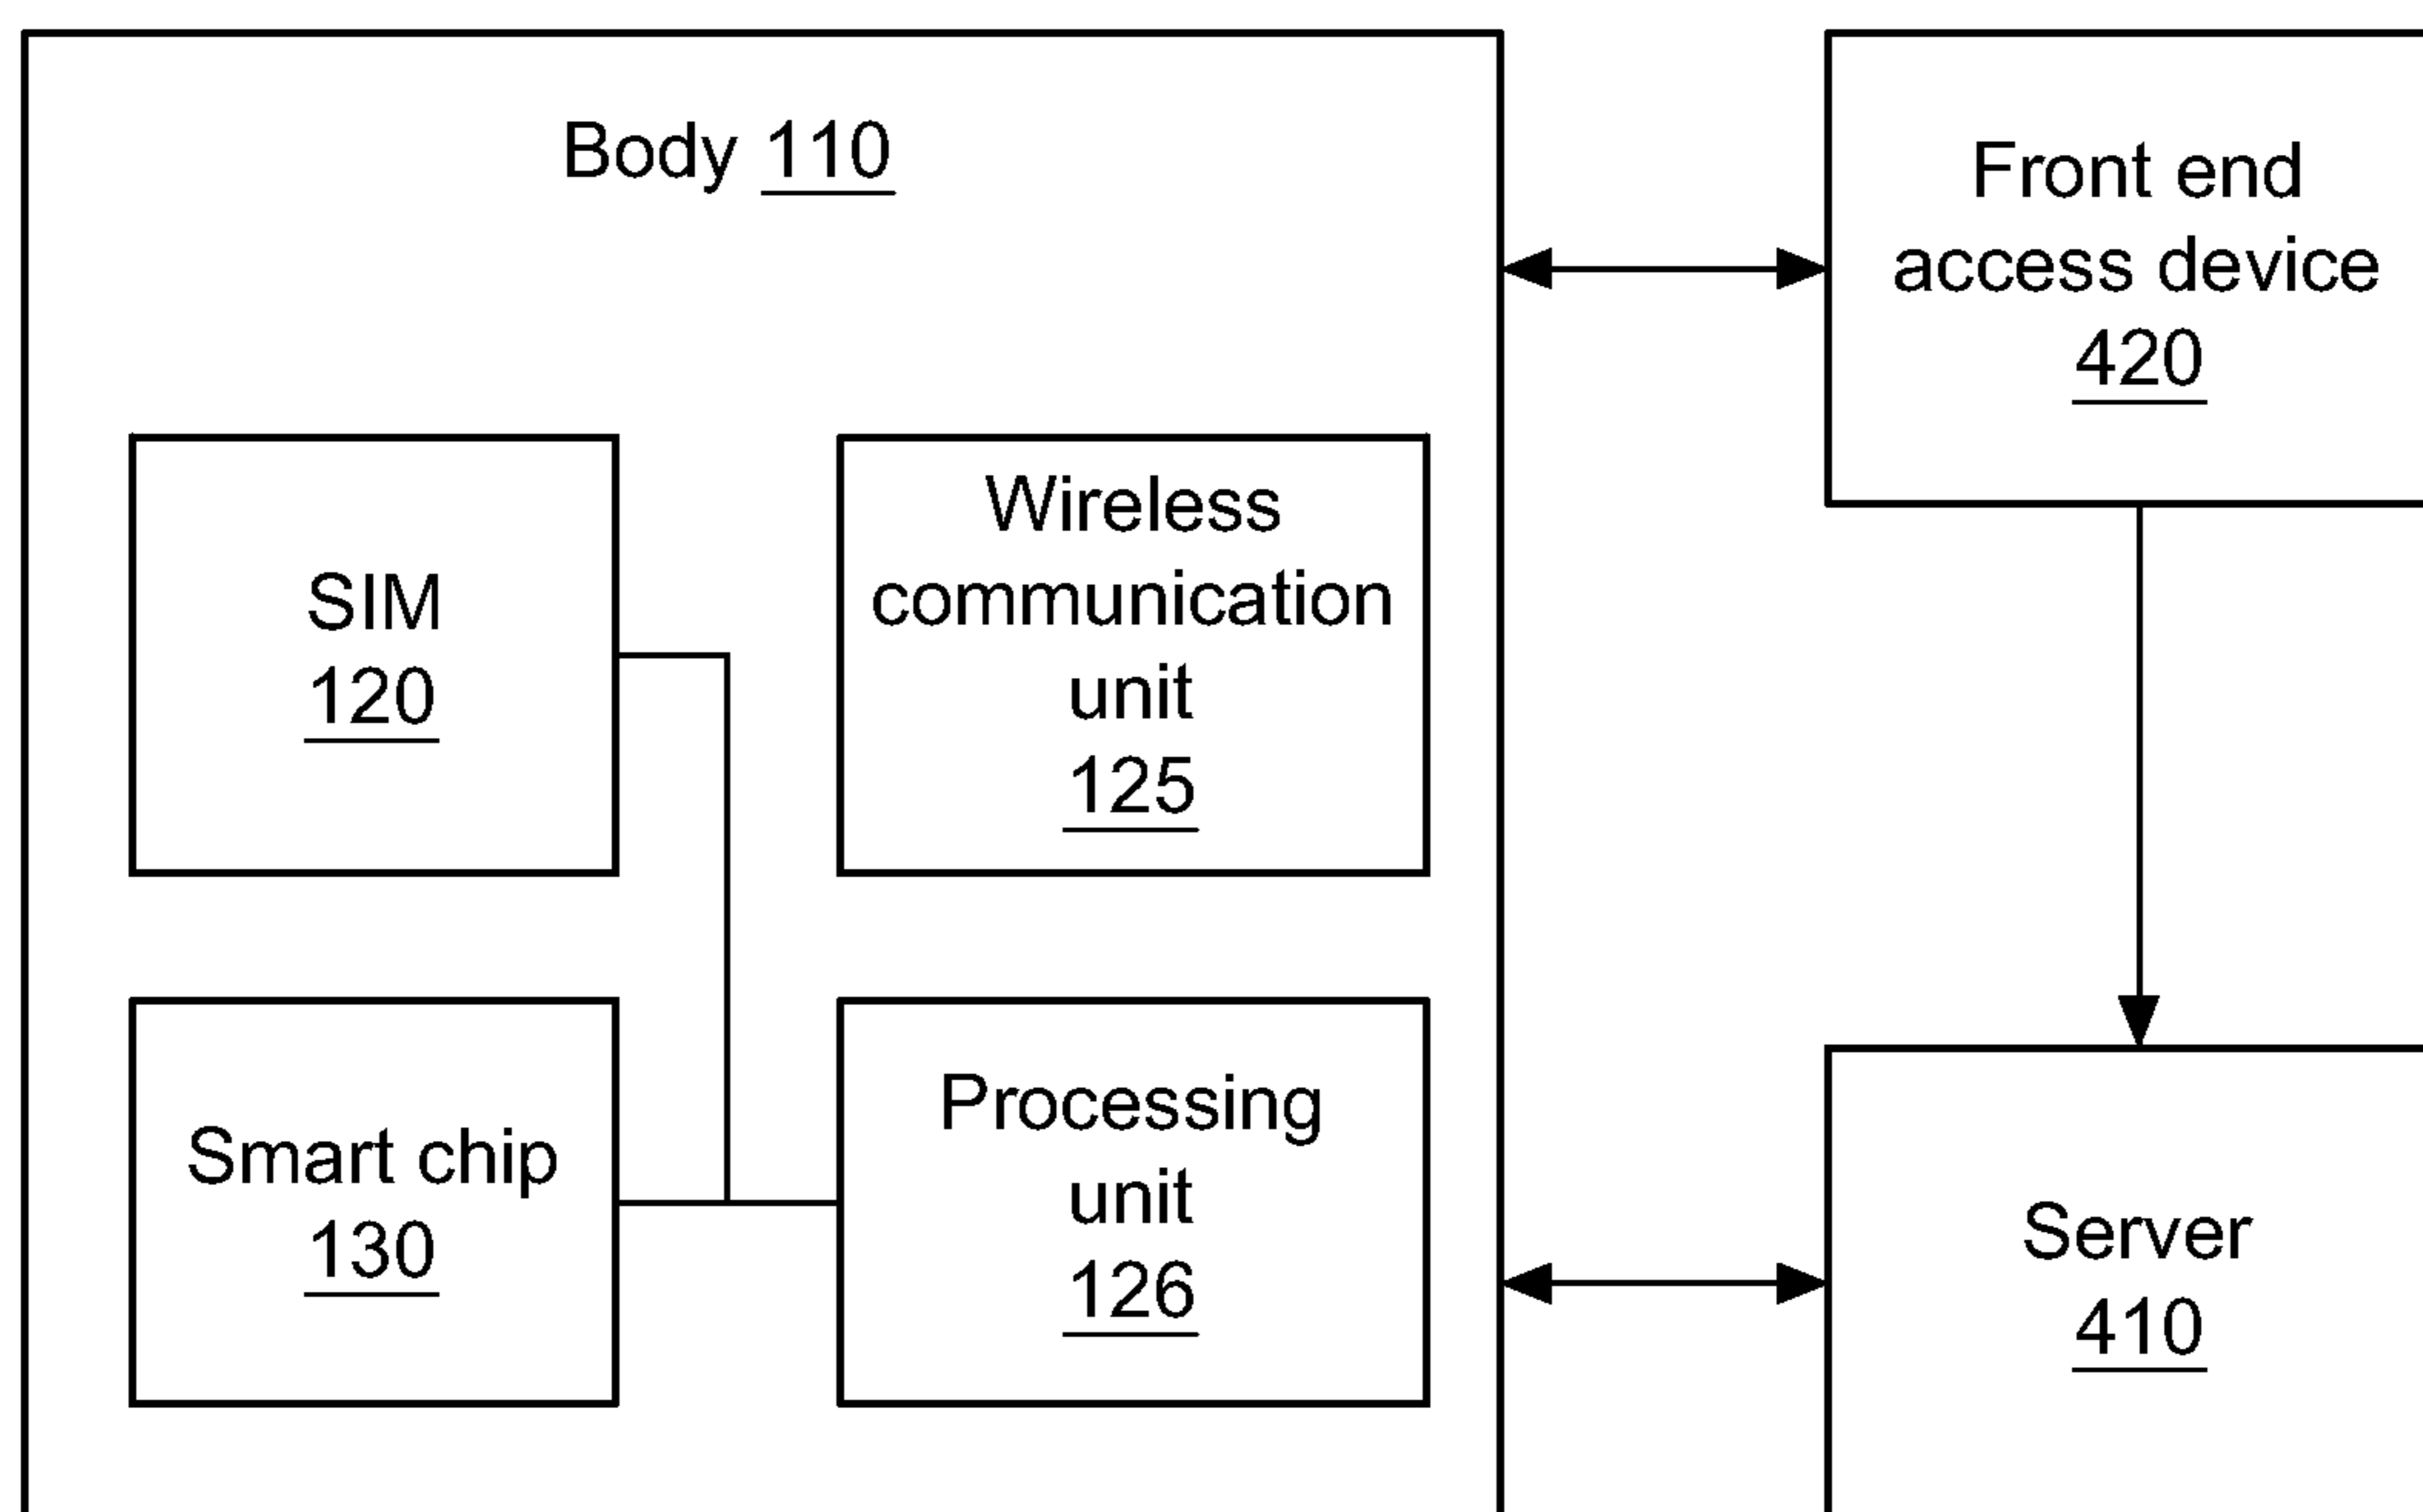 Body 110
SIM
120
Wireless
communication
unit
125
Smart chip
130
Processing
unit
126
Front end
access device
420
Server
410